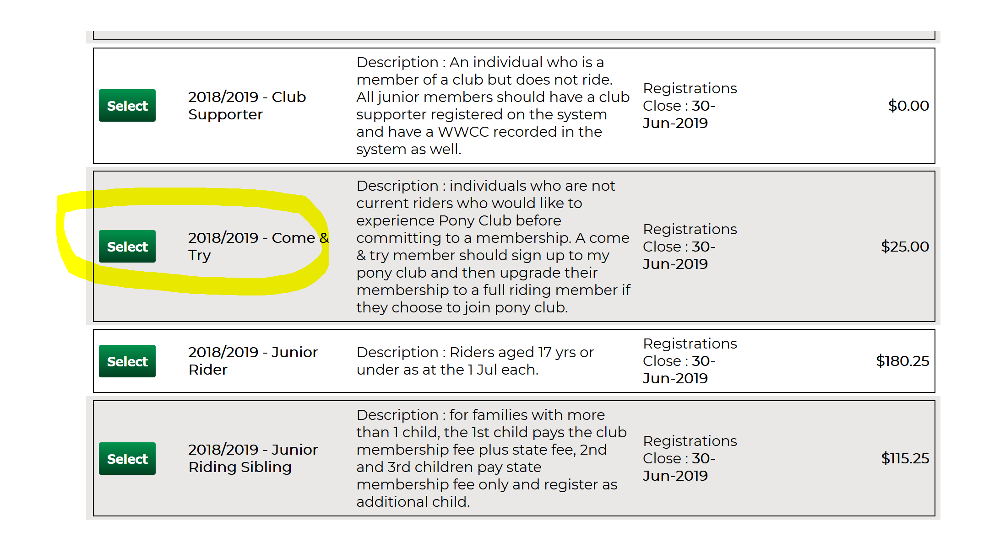 Select
2018/2019 - Club
Supporter
Description : An individual who is a
member of a club but does not ride.
All junior members should have a club
supporter registered on the system
and have a WWCC recorded in the
system as well.
Registrations
Close : 30-
Jun-2019
$0.00
Select
2018/2019 - Come &
Try
Description : individuals who are not
current riders who would like to
experience Pony Club before
committing to a membership. A come
& try member should sign up to my
pony club and then upgrade their
membership to a full riding member if
they choose to join pony club.
Registrations
Close : 30-
Jun-2019
$25.00
Select
2018/2019 - Junior
Rider
Description : Riders aged 17 yrs or
under as at the 1 Jul each.
Registrations
Close : 30-
Jun-2019
$180.25
Select
2018/2019 - Junior
Riding Sibling
Description : for families with more
than 1 child, the 1st child pays the club
membership fee plus state fee, 2nd
and 3rd children pay state
membership fee only and register as
additional child.
Registrations
Close : 30-
Jun-2019
$115.25